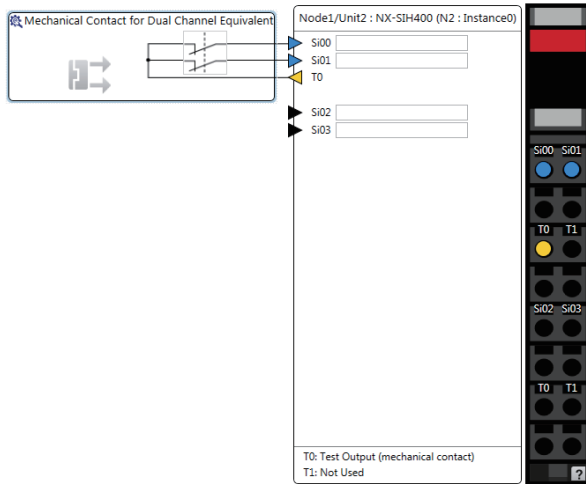 Mechanical Contact for Dual Channel Equivalent
Node1/Unit2 : NX-SIH400 (N2 : Instance0)
Si00
Si01
T0
Si02
Si03
T0: Test Output (mechanical contact)
T1: Not Used
Si00 Si01
T0 T1
Si02 Si03
T0 T1
?